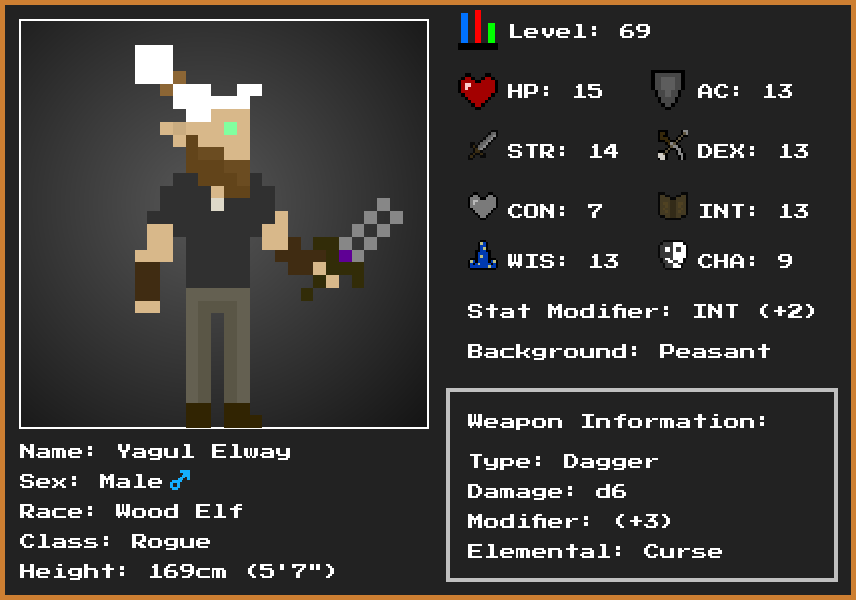 Level: 69
HP: 15
AC: 13
STR: 14
DEX: 13
CON: 7
INT: 13
WIS: 13
CHA: 9
Stat Modifier: INT (+2)
Background: Peasant
Name: Yagul Elway
Sex: Male ♂
Race: Wood Elf
Class: Rogue
Height: 169cm (5'7")
Weapon Information:
Type: Dagger
Damage: d6
Modifier: (+3)
Elemental: Curse